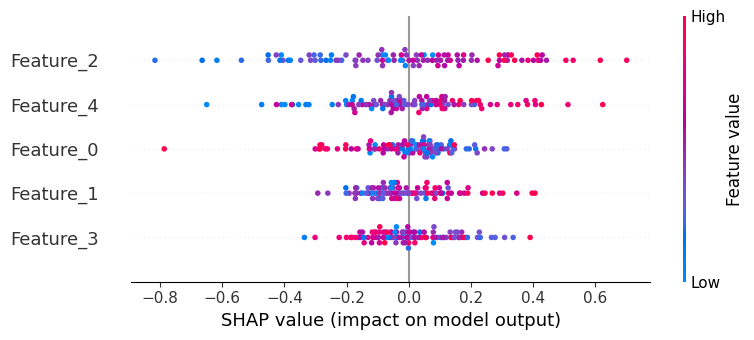 High
Feature_2
Feature_4
Feature_0
Feature_1
Feature_3
Feature value
Low
−0.8 −0.6 −0.4 −0.2 0.0 0.2 0.4 0.6
SHAP value (impact on model output)